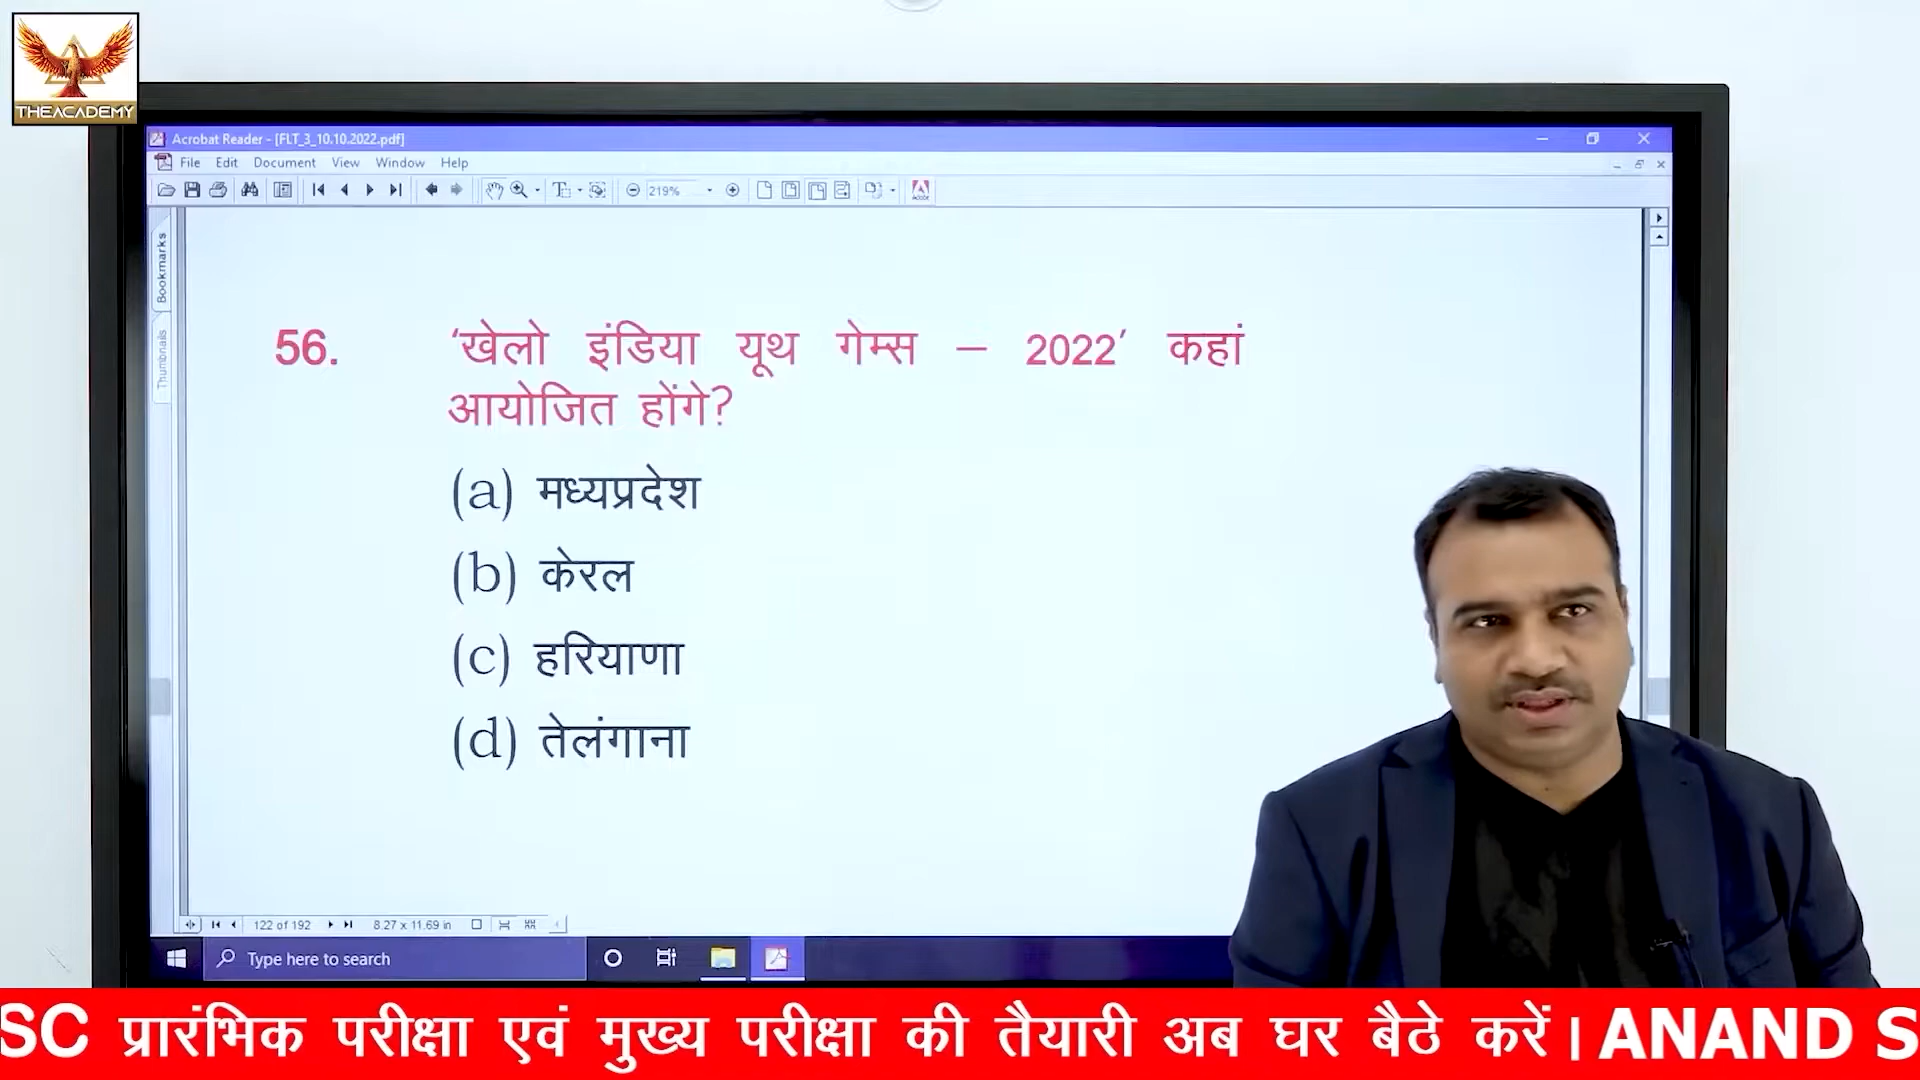 THEACADEMY
Acrobat Reader - [FLT_3_10.10.2022.pdf]
File Edit Document View Window Help
219%
Bookmarks
Thumbnails
56. ‘खेलो इंडिया यूथ गेम्स – 2022’ कहां
आयोजित होंगे?
(a) मध्यप्रदेश
(b) केरल
(c) हरियाणा
(d) तेलंगाना
122 of 192 8.27 x 11.69 in
Type here to search
SC प्रारंभिक परीक्षा एवं मुख्य परीक्षा की तैयारी अब घर बैठे करें | ANAND S